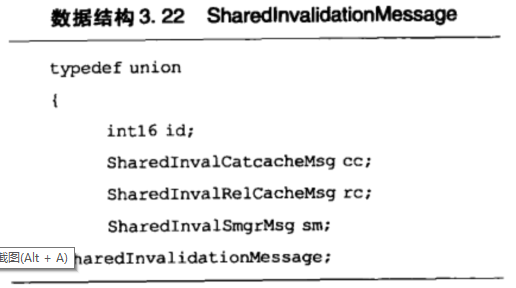 数据结构 3. 22 SharedInvalidationMessage
typedef union
{
int16 id;
SharedInvalCatcacheMsg cc;
SharedInvalRelCacheMsg rc;
SharedInvalSmgrMsg sm;
截图(Alt + A)
haredInvalidationMessage;